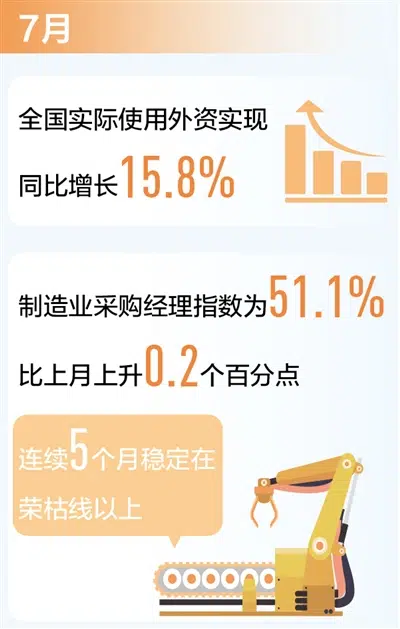 7月
全国实际使用外资实现
同比增长15.8%
制造业采购经理指数为51.1%
比上月上升0.2个百分点
连续5个月稳定在
荣枯线以上